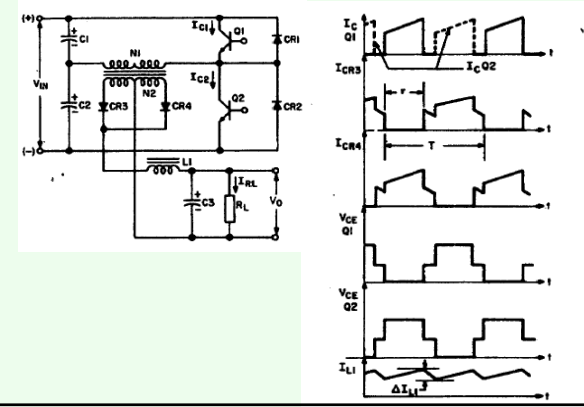 (+)
IC1
Q1
C1
CR1
N1
VIN
IC2
N2
C2
CR3
CR4
Q2
CR2
(-)
L1
IRL
C3
RL
VO
IC
Q1
IC Q2
t
ICR3
τ
t
ICR4
T
t
VCE
Q1
t
VCE
Q2
t
IL1
ΔIL1
t